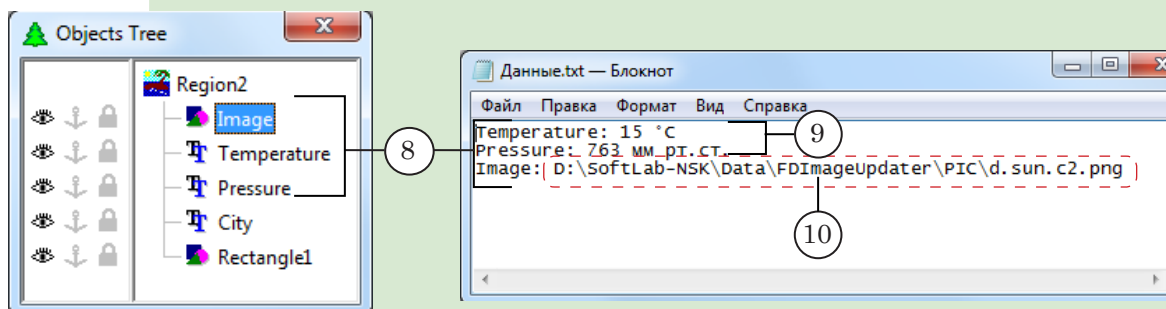 Objects Tree
Region2
Image
Temperature
Pressure
City
Rectangle1
8
Данные.txt — Блокнот
Файл Правка Формат Вид Справка
Temperature: 15 °C
Pressure: 763 мм рт.ст.
Image: D:\SoftLab-NSK\Data\FDImageUpdater\PIC\d.sun.c2.png
9
10